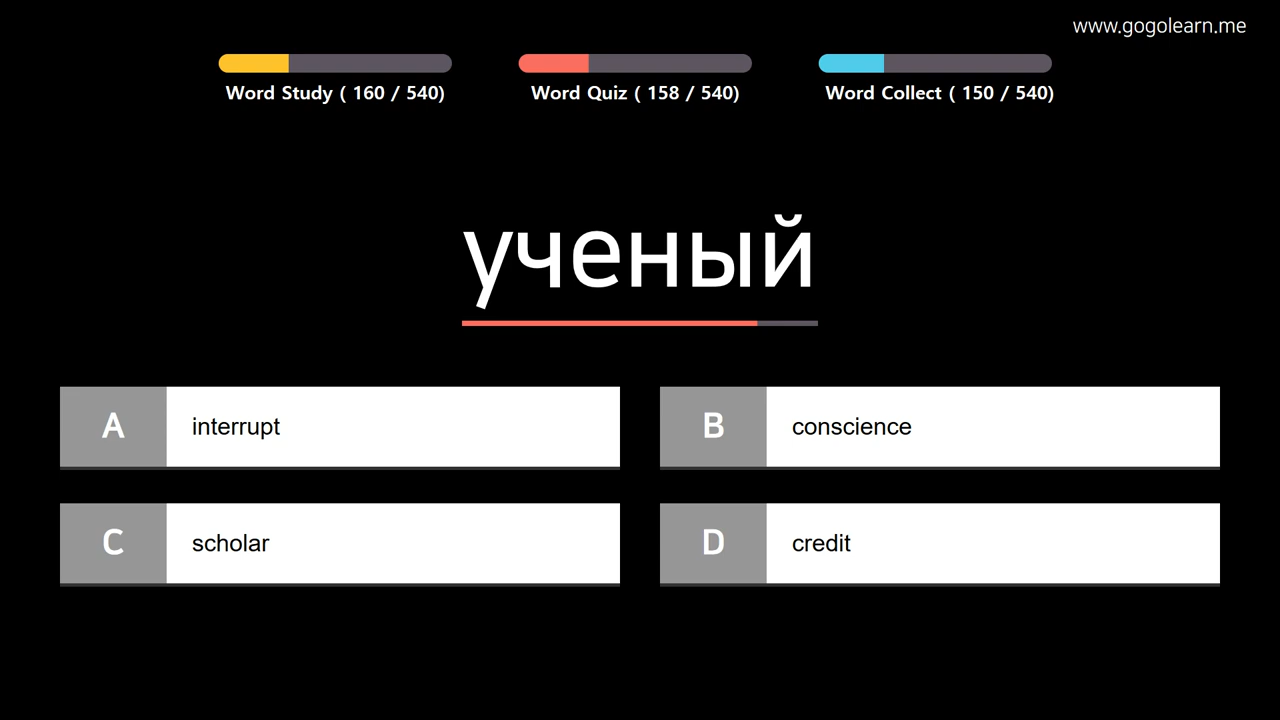 www.gogolearn.me
Word Study ( 160 / 540)
Word Quiz ( 158 / 540)
Word Collect ( 150 / 540)
ученый
A interrupt
B conscience
C scholar
D credit